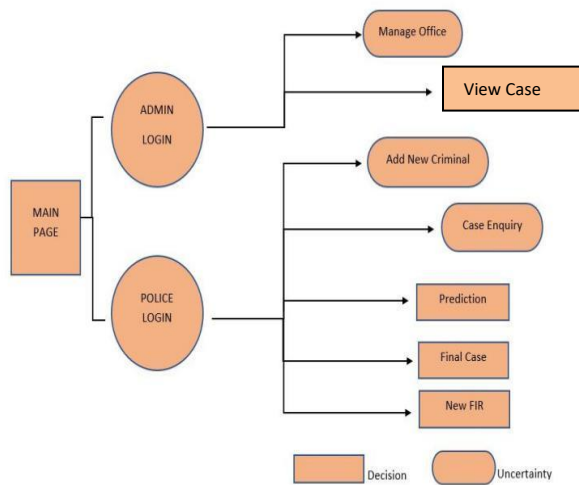 Manage Office
View Case
ADMIN
LOGIN
Add New Criminal
MAIN
PAGE
Case Enquiry
POLICE
LOGIN
Prediction
Final Case
New FIR
Decision
Uncertainty